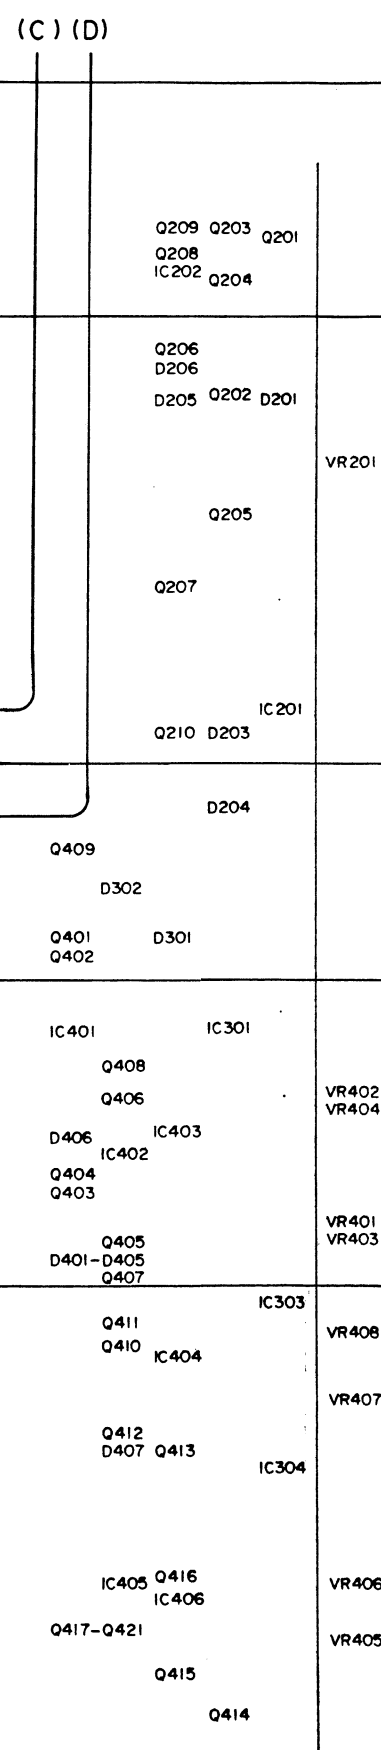 (C) (D)
Q209 Q203 Q201
Q208
IC202 Q204
Q206
D206
D205 Q202 D201
VR201
Q205
Q207
IC201
Q210 D203
D204
Q409
D302
Q401 D301
Q402
IC401 IC301
Q408
Q406 VR402
VR404
D406 IC403
IC402
Q404
Q403
VR401
Q405 VR403
D401-D405
Q407
IC303
Q411 VR408
Q410 IC404
VR407
Q412
D407 Q413
IC304
IC405 Q416 VR406
IC406
Q417-Q421 VR405
Q415
Q414